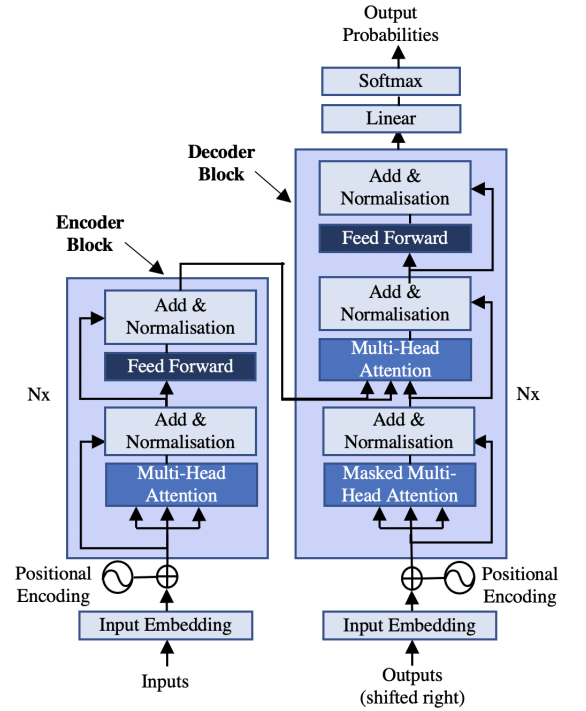 Output
Probabilities
Softmax
Linear
Decoder
Block
Add &
Normalisation
Feed Forward
Add &
Normalisation
Multi-Head
Attention
Nx
Add &
Normalisation
Masked Multi-
Head Attention
Positional
Encoding
Input Embedding
Outputs
(shifted right)
Encoder
Block
Add &
Normalisation
Feed Forward
Nx
Add &
Normalisation
Multi-Head
Attention
Positional
Encoding
Input Embedding
Inputs